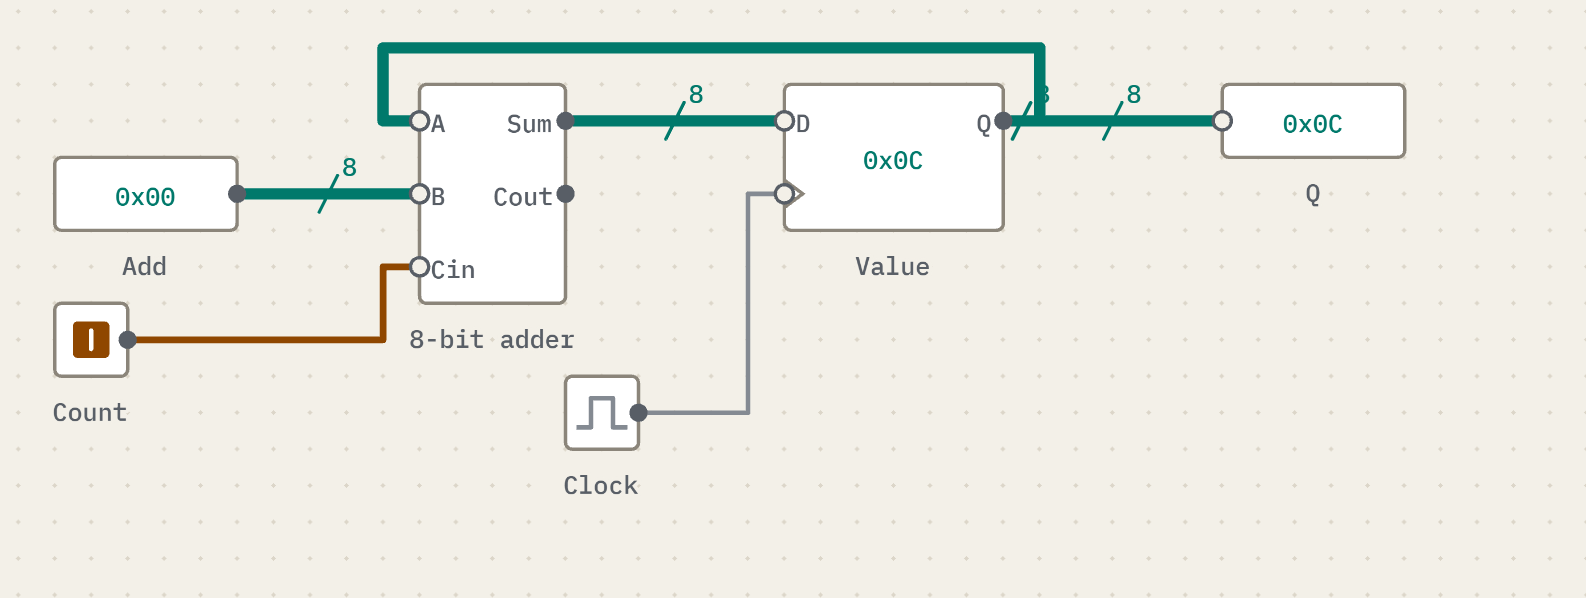 8
8
8
A
Sum
D
Q
0x0C
0x0C
8
0x00
B
Cout
Q
Add
Cin
Value
8-bit adder
Count
Clock